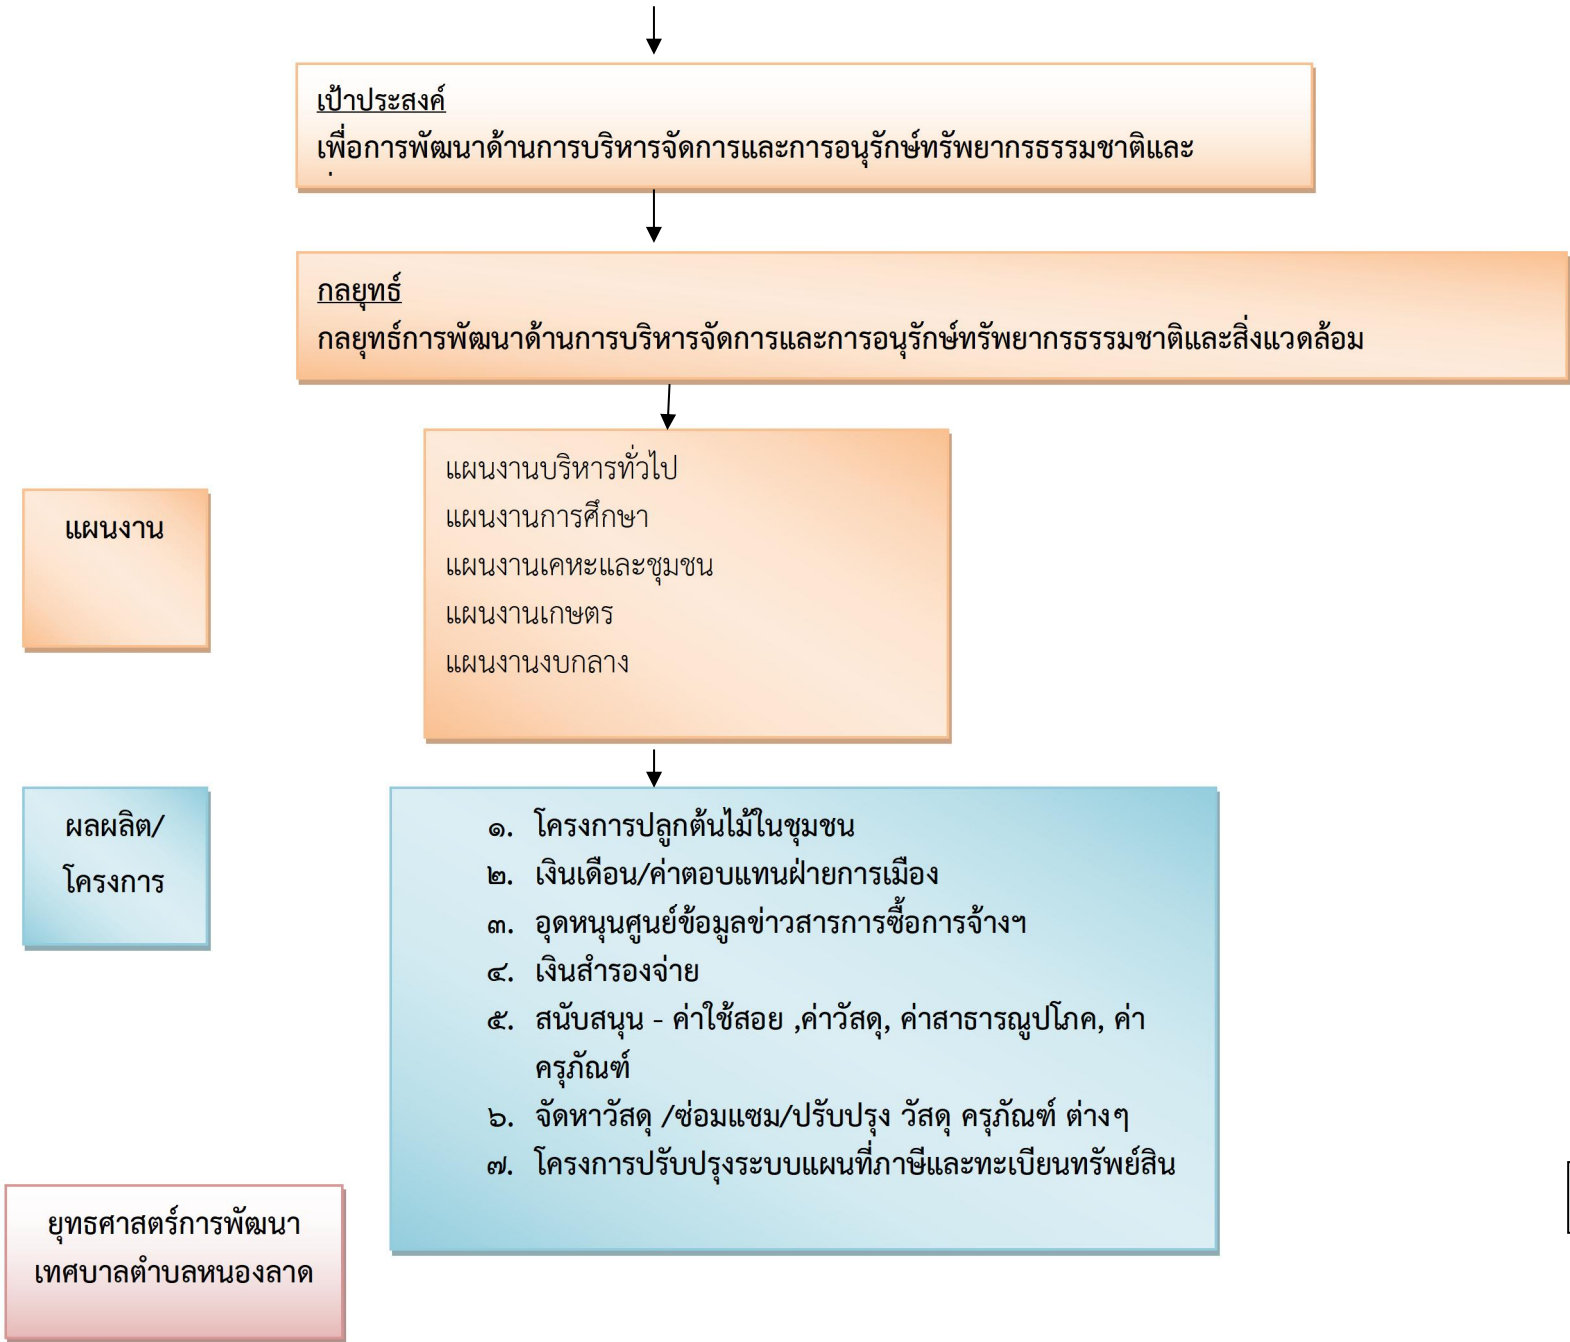 เป้าประสงค์
เพื่อการพัฒนาด้านการบริหารจัดการและการอนุรักษ์ทรัพยากรธรรมชาติและ
กลยุทธ์
กลยุทธ์การพัฒนาด้านการบริหารจัดการและการอนุรักษ์ทรัพยากรธรรมชาติและสิ่งแวดล้อม
แผนงาน
แผนงานบริหารทั่วไป
แผนงานการศึกษา
แผนงานเคหะและชุมชน
แผนงานเกษตร
แผนงานงบกลาง
ผลผลิต/
โครงการ
๑. โครงการปลูกต้นไม้ในชุมชน
๒. เงินเดือน/ค่าตอบแทนฝ่ายการเมือง
๓. อุดหนุนศูนย์ข้อมูลข่าวสารการซื้อการจ้างฯ
๔. เงินสำรองจ่าย
๕. สนับสนุน - ค่าใช้สอย ,ค่าวัสดุ, ค่าสาธารณูปโภค, ค่า
ครุภัณฑ์
๖. จัดหาวัสดุ /ซ่อมแซม/ปรับปรุง วัสดุ ครุภัณฑ์ ต่างๆ
๗. โครงการปรับปรุงระบบแผนที่ภาษีและทะเบียนทรัพย์สิน
ยุทธศาสตร์การพัฒนา
เทศบาลตำบลหนองลาด